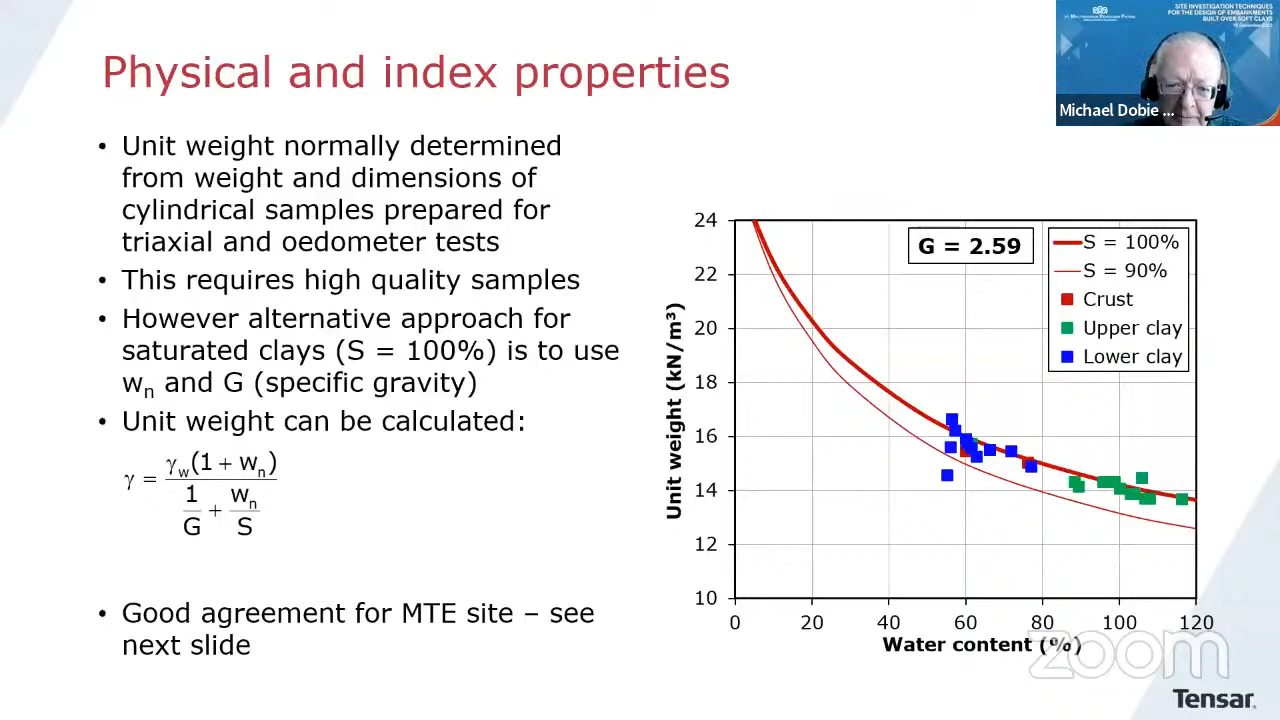 Physical and index properties
PT MULTIBANGUN REKATAMA PATRIA
SITE INVESTIGATION TECHNIQUES
FOR THE DESIGN OF EMBANKMENTS
BUILT OVER SOFT CLAYS
Michael Dobie ...
• Unit weight normally determined
from weight and dimensions of
cylindrical samples prepared for
triaxial and oedometer tests
• This requires high quality samples
• However alternative approach for
saturated clays (S = 100%) is to use
wn and G (specific gravity)
• Unit weight can be calculated:
γ = γw(1 + wn)
1/G + wn/S
• Good agreement for MTE site – see
next slide
G = 2.59
S = 100%
S = 90%
Crust
Upper clay
Lower clay
Unit weight (kN/m³)
24
22
20
18
16
14
12
10
0 20 40 60 80 100 120
Water content (%)
zoom
Tensar